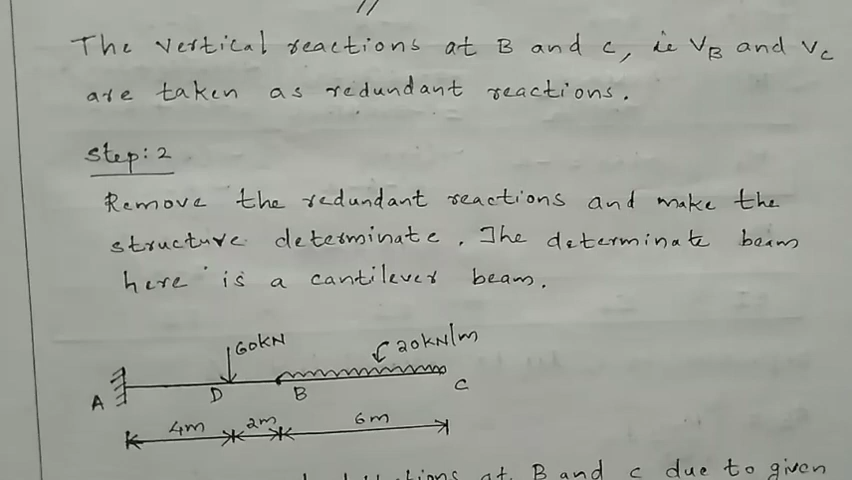 The vertical reactions at B and C, ie VB and VC
are taken as redundant reactions.
Step: 2
Remove the redundant reactions and make the
structure determinate. The determinate beam
here is a cantilever beam.
60kN
20kN/m
A
D
B
C
4m
2m
6m
at B and C due to given